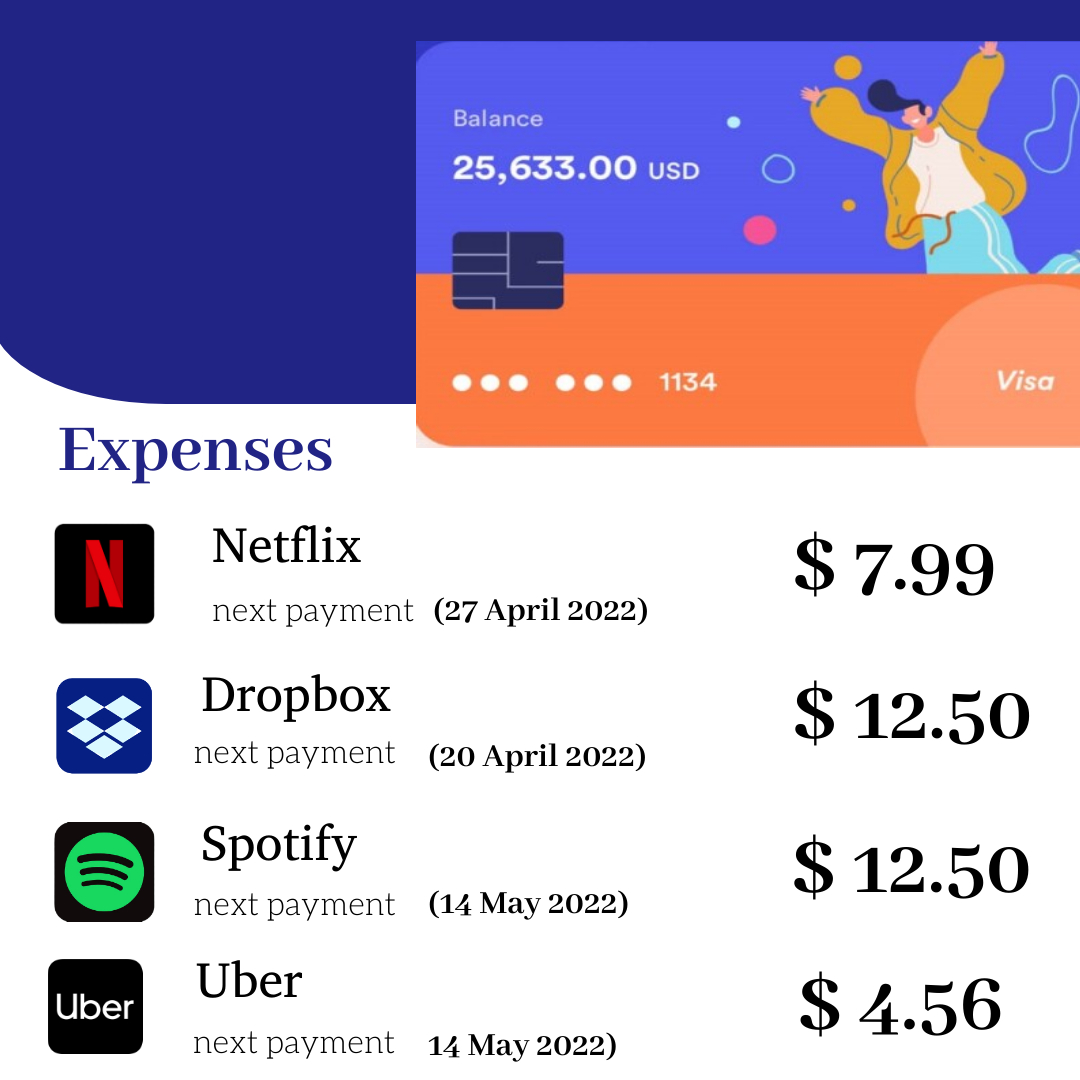 Balance
25,633.00 USD
●●● ●●● 1134
Visa
Expenses
Netflix
$ 7.99
next payment (27 April 2022)
Dropbox
$ 12.50
next payment (20 April 2022)
Spotify
$ 12.50
next payment (14 May 2022)
Uber
Uber
$ 4.56
next payment 14 May 2022)